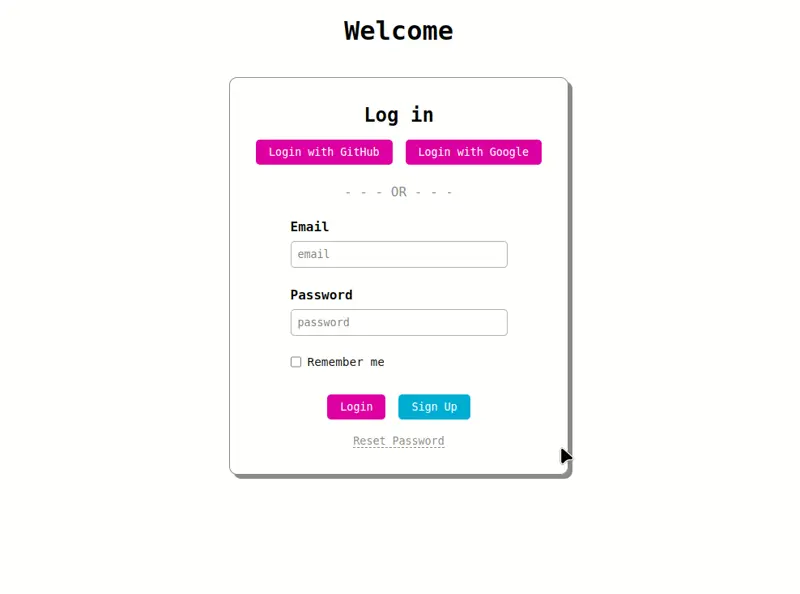 Welcome
Log in
Login with GitHub
Login with Google
- - - OR - - -
Email
email
Password
password
Remember me
Login
Sign Up
Reset Password